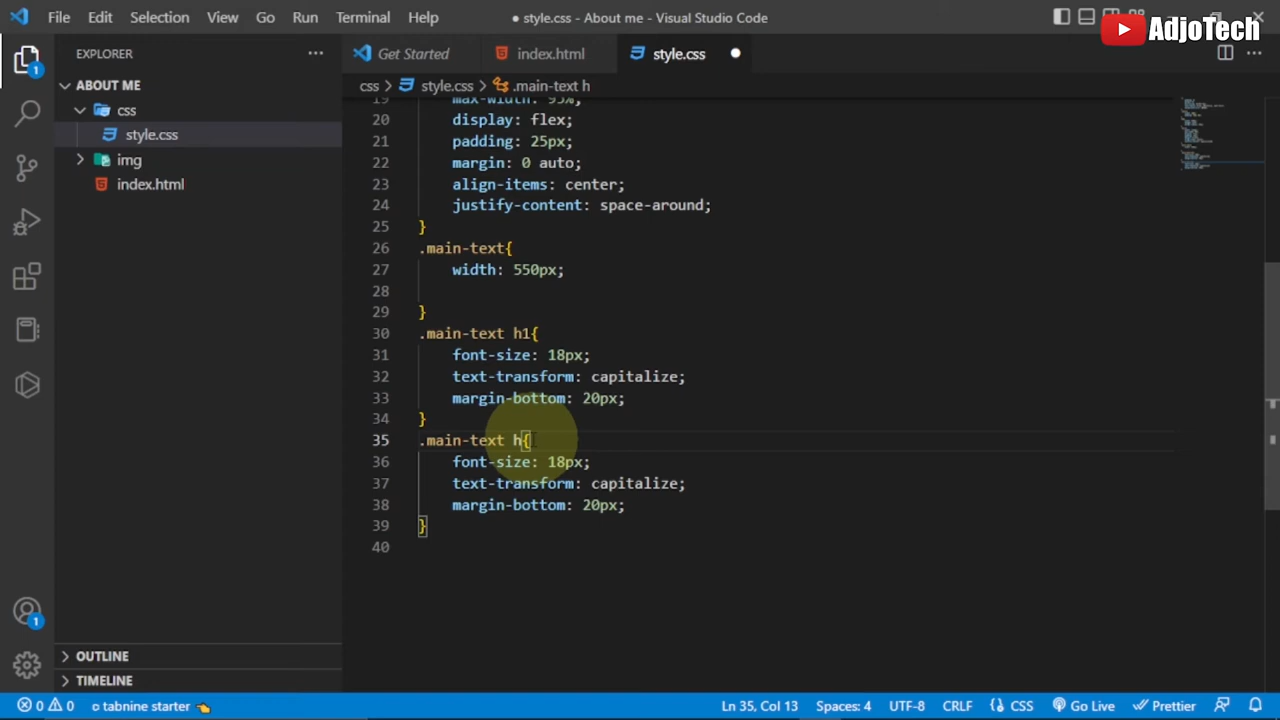 File Edit Selection View Go Run Terminal Help
● style.css - About me - Visual Studio Code
AdjoTech
EXPLORER
Get Started
index.html
style.css
ABOUT ME
css
style.css
img
index.html
css > style.css > .main-text h
19 max-width: 95%;
20 display: flex;
21 padding: 25px;
22 margin: 0 auto;
23 align-items: center;
24 justify-content: space-around;
25 }
26 .main-text{
27 width: 550px;
28
29 }
30 .main-text h1{
31 font-size: 18px;
32 text-transform: capitalize;
33 margin-bottom: 20px;
34 }
35 .main-text h{
36 font-size: 18px;
37 text-transform: capitalize;
38 margin-bottom: 20px;
39 }
40
1
1
OUTLINE
TIMELINE
0 0 tabnine starter
Ln 35, Col 13 Spaces: 4 UTF-8 CRLF CSS Go Live Prettier